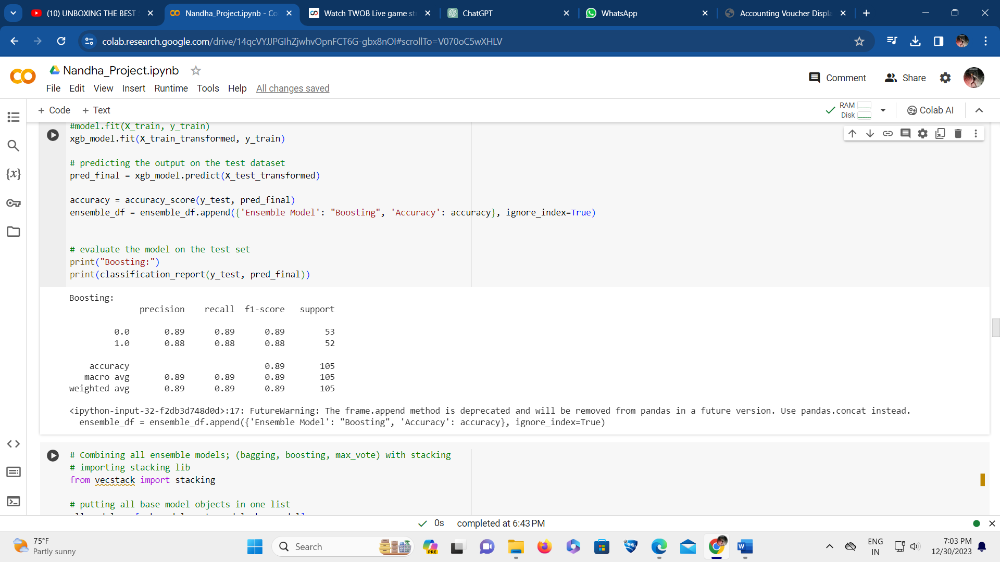 (10) UNBOXING THE BEST
Nandha_Project.ipynb - Co
Watch TWOB Live game st
ChatGPT
WhatsApp
Accounting Voucher Displa
colab.research.google.com/drive/14qcVYJJPGIhZjwhvOpnFCT6G-gbx8nOI#scrollTo=V070oC5wXHLV
CO
Nandha_Project.ipynb
Comment
Share
File Edit View Insert Runtime Tools Help All changes saved
+ Code + Text
RAM
Disk
Colab AI
{x}
#model.fit(X_train, y_train)
xgb_model.fit(X_train_transformed, y_train)
# predicting the output on the test dataset
pred_final = xgb_model.predict(X_test_transformed)
accuracy = accuracy_score(y_test, pred_final)
ensemble_df = ensemble_df.append({'Ensemble Model': "Boosting", 'Accuracy': accuracy}, ignore_index=True)
# evaluate the model on the test set
print("Boosting:")
print(classification_report(y_test, pred_final))
Boosting:
precision recall f1-score support
0.0 0.89 0.89 0.89 53
1.0 0.88 0.88 0.88 52
accuracy 0.89 105
macro avg 0.89 0.89 0.89 105
weighted avg 0.89 0.89 0.89 105
<ipython-input-32-f2db3d748d0d>:17: FutureWarning: The frame.append method is deprecated and will be removed from pandas in a future version. Use pandas.concat instead.
ensemble_df = ensemble_df.append({'Ensemble Model': "Boosting", 'Accuracy': accuracy}, ignore_index=True)
# Combining all ensemble models; (bagging, boosting, max_vote) with stacking
# importing stacking lib
from vecstack import stacking
# putting all base model objects in one list
0s completed at 6:43 PM
75°F
Partly sunny
Search
PRE
ENG
IN
7:03 PM
12/30/2023